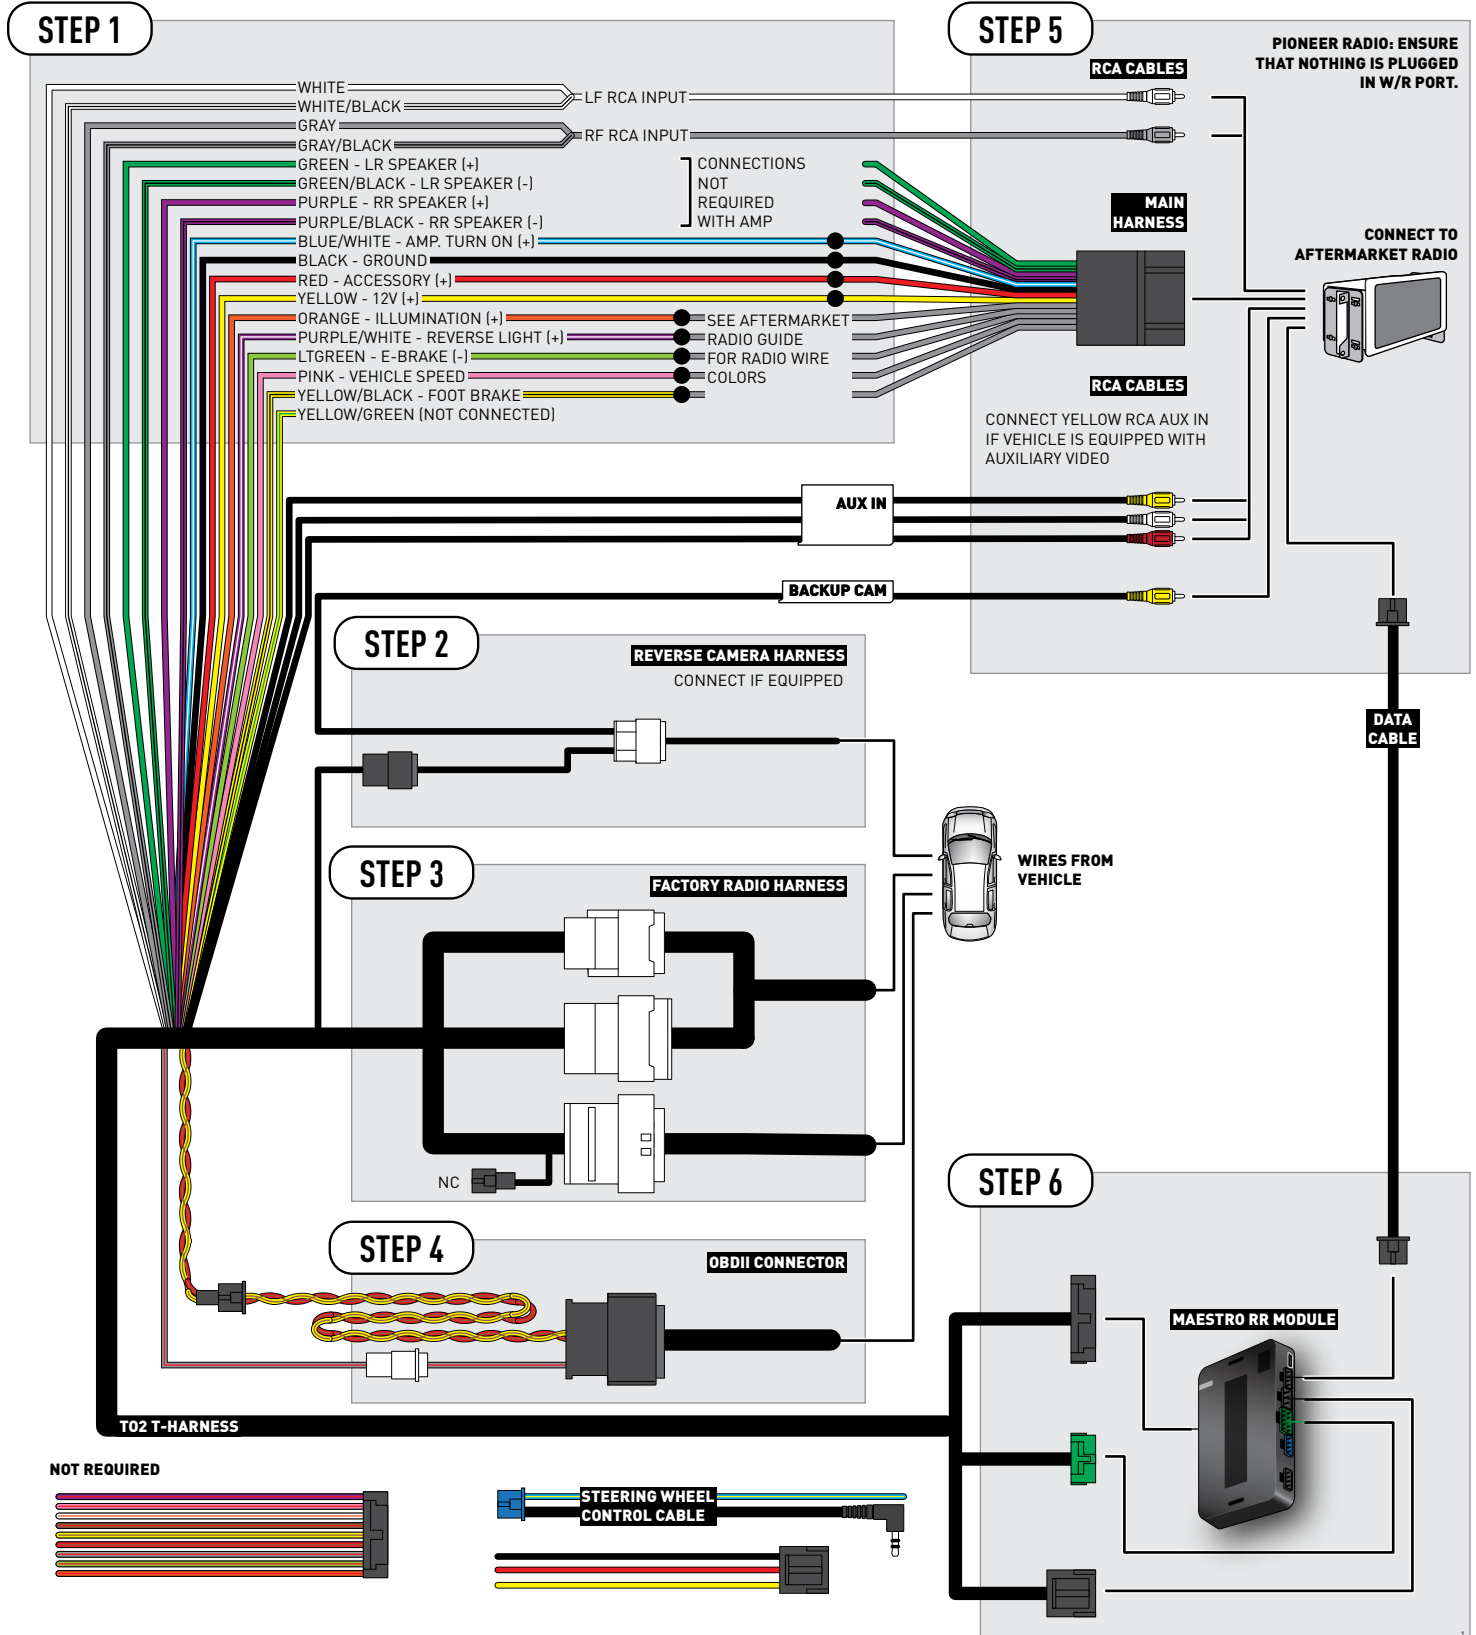 STEP 1
WHITE
WHITE/BLACK
LF RCA INPUT
GRAY
GRAY/BLACK
RF RCA INPUT
GREEN - LR SPEAKER (+)
GREEN/BLACK - LR SPEAKER (-)
PURPLE - RR SPEAKER (+)
PURPLE/BLACK - RR SPEAKER (-)
CONNECTIONS
NOT
REQUIRED
WITH AMP
BLUE/WHITE - AMP. TURN ON (+)
BLACK - GROUND
RED - ACCESSORY (+)
YELLOW - 12V (+)
ORANGE - ILLUMINATION (+)
PURPLE/WHITE - REVERSE LIGHT (+)
LTGREEN - E-BRAKE (-)
PINK - VEHICLE SPEED
YELLOW/BLACK - FOOT BRAKE
YELLOW/GREEN (NOT CONNECTED)
SEE AFTERMARKET
RADIO GUIDE
FOR RADIO WIRE
COLORS
STEP 5
PIONEER RADIO: ENSURE
THAT NOTHING IS PLUGGED
IN W/R PORT.
RCA CABLES
MAIN
HARNESS
CONNECT TO
AFTERMARKET RADIO
RCA CABLES
CONNECT YELLOW RCA AUX IN
IF VEHICLE IS EQUIPPED WITH
AUXILIARY VIDEO
AUX IN
BACKUP CAM
STEP 2
REVERSE CAMERA HARNESS
CONNECT IF EQUIPPED
DATA
CABLE
STEP 3
FACTORY RADIO HARNESS
WIRES FROM
VEHICLE
NC
STEP 4
OBDII CONNECTOR
STEP 6
MAESTRO RR MODULE
TO2 T-HARNESS
NOT REQUIRED
STEERING WHEEL
CONTROL CABLE
1